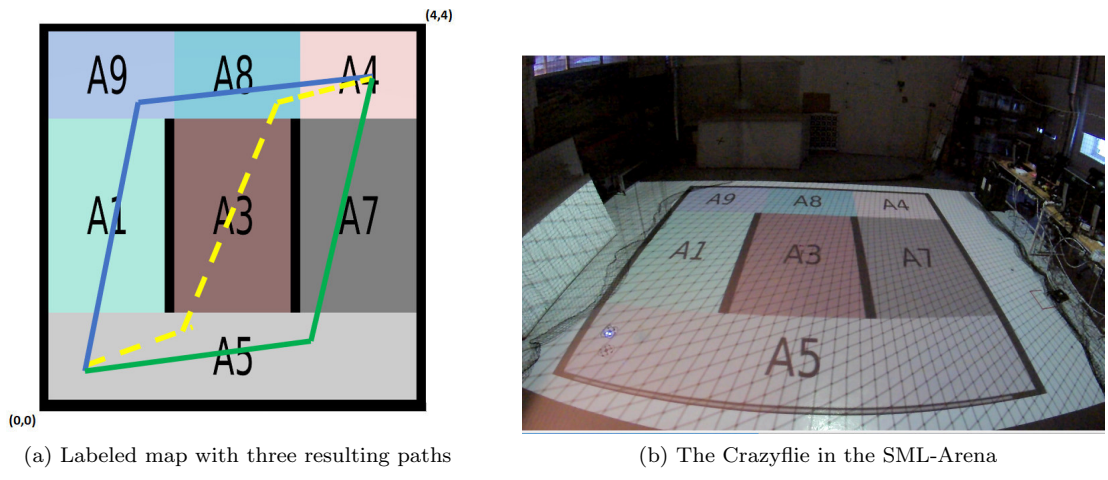 (4,4)
A9 A8 A4
A1 A3 A7
A5
(0,0)
(a) Labeled map with three resulting paths
A9 A8 A4
A1 A3 A7
A5
(b) The Crazyflie in the SML-Arena